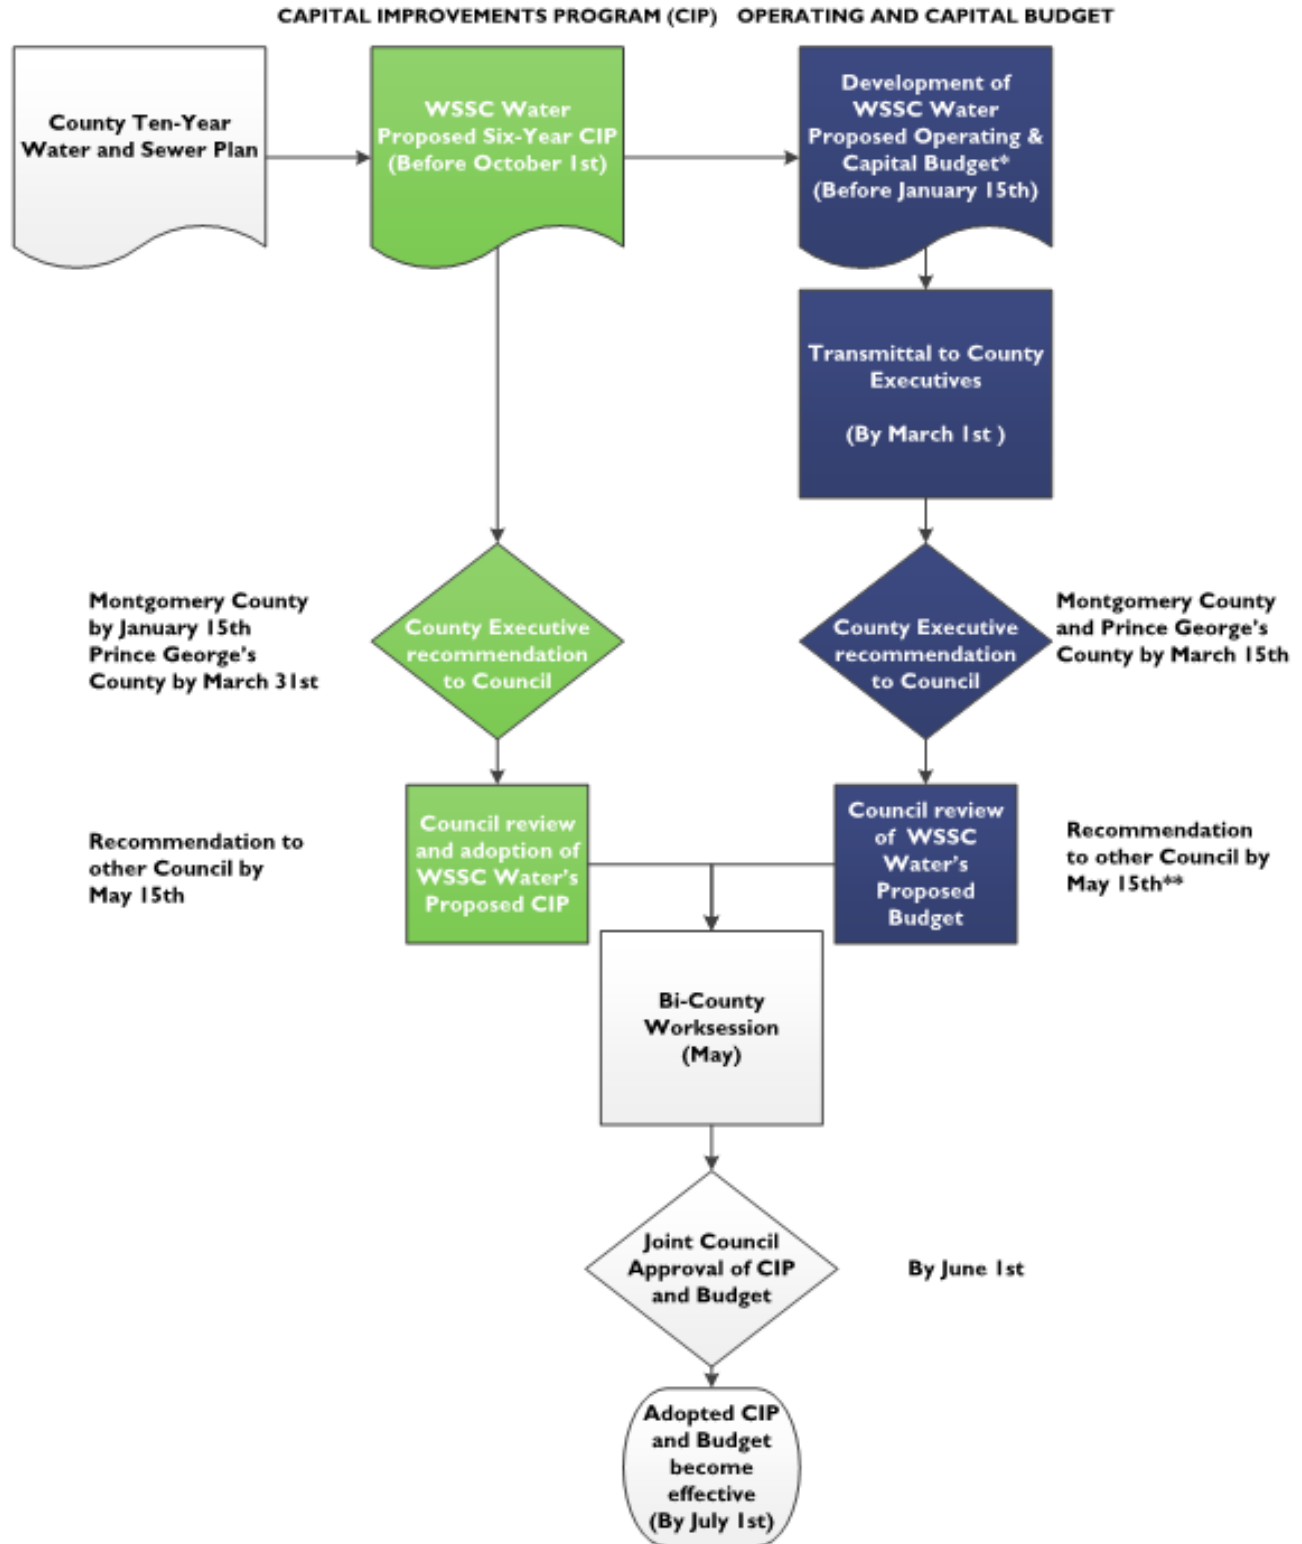 CAPITAL IMPROVEMENTS PROGRAM (CIP)
OPERATING AND CAPITAL BUDGET
County Ten-Year
Water and Sewer Plan
WSSC Water
Proposed Six-Year CIP
(Before October 1st)
Development of
WSSC Water
Proposed Operating &
Capital Budget*
(Before January 15th)
Transmittal to County
Executives
(By March 1st )
Montgomery County
by January 15th
Prince George's
County by March 31st
County Executive
recommendation
to Council
County Executive
recommendation
to Council
Montgomery County
and Prince George's
County by March 15th
Recommendation to
other Council by
May 15th
Council review
and adoption of
WSSC Water's
Proposed CIP
Council review
of WSSC
Water's
Proposed
Budget
Recommendation
to other Council by
May 15th**
Bi-County
Worksession
(May)
Joint Council
Approval of CIP
and Budget
By June 1st
Adopted CIP
and Budget
become
effective
(By July 1st)